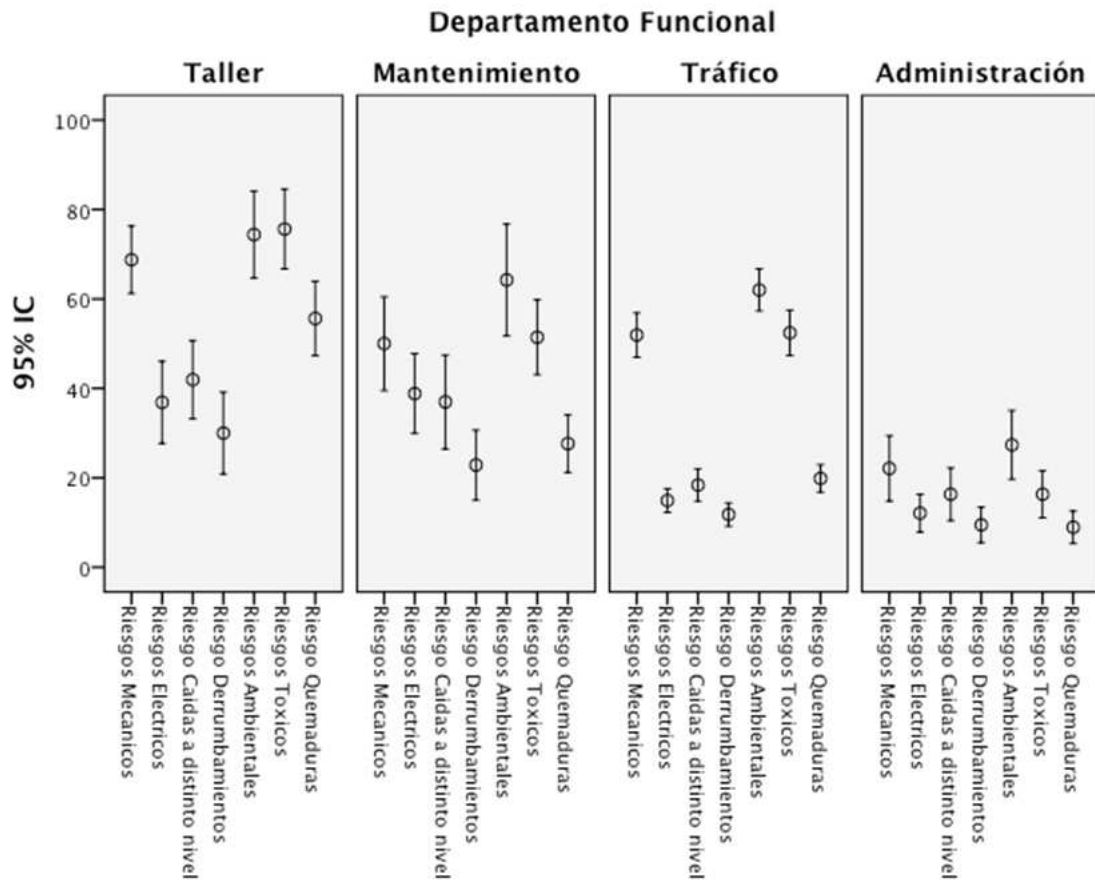 Departamento Funcional
Taller
Mantenimiento
Tráfico
Administración
95% IC
100
80
60
40
20
0
Riesgos Mecanicos
Riesgos Electricos
Riesgo Caidas a distinto nivel
Riesgo Derrumbamientos
Riesgos Ambientales
Riesgos Toxicos
Riesgo Quemaduras
Riesgos Mecanicos
Riesgos Electricos
Riesgo Caidas a distinto nivel
Riesgo Derrumbamientos
Riesgos Ambientales
Riesgos Toxicos
Riesgo Quemaduras
Riesgos Mecanicos
Riesgos Electricos
Riesgo Caidas a distinto nivel
Riesgo Derrumbamientos
Riesgos Ambientales
Riesgos Toxicos
Riesgo Quemaduras
Riesgos Mecanicos
Riesgos Electricos
Riesgo Caidas a distinto nivel
Riesgo Derrumbamientos
Riesgos Ambientales
Riesgos Toxicos
Riesgo Quemaduras